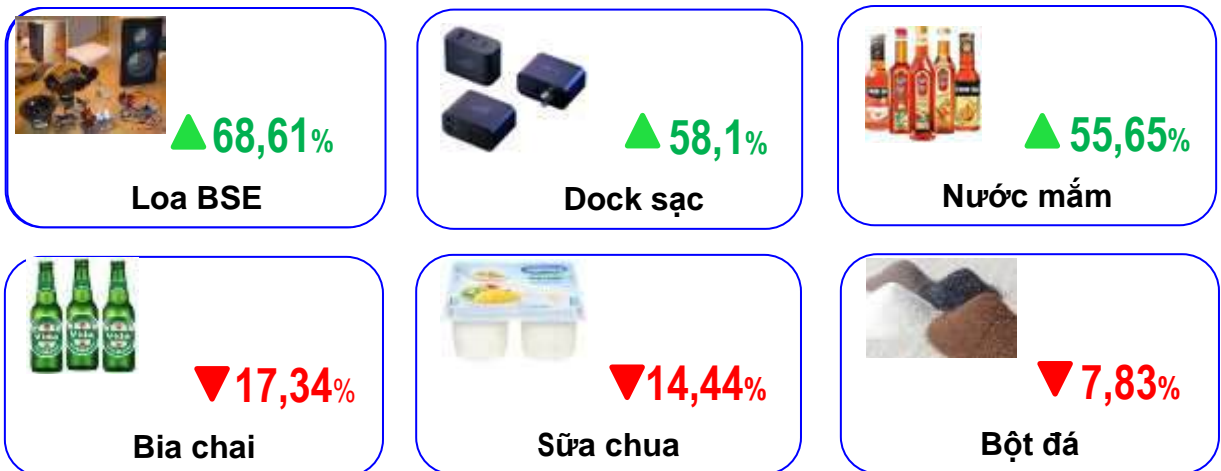 ▲68,61%
Loa BSE
▲58,1%
Dock sạc
▲55,65%
Nước mắm
▼17,34%
Bia chai
▼14,44%
Sữa chua
▼7,83%
Bột đá